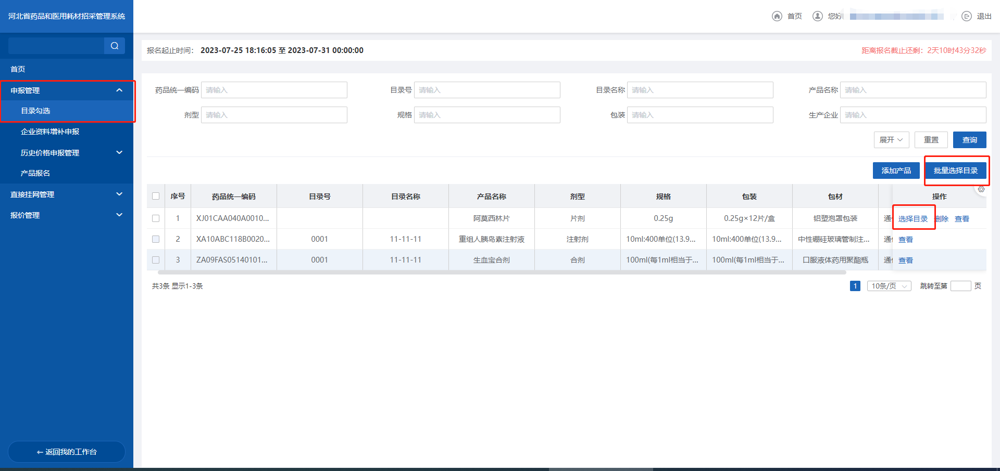 河北省药品和医用耗材招采管理系统
首页
您好
退出
首页
申报管理
目录勾选
企业资料增补申报
历史价格申报管理
产品报名
直接挂网管理
报价管理
返回我的工作台
报名起止时间： 2023-07-25 18:16:05 至 2023-07-31 00:00:00
距离报名截止还剩：2天10时43分32秒
药品统一编码 请输入 目录号 请输入 目录名称 请输入 产品名称 请输入
剂型 请输入 规格 请输入 包装 请输入 生产企业 请输入
展开 重置 查询
添加产品 批量选择目录
序号 药品统一编码 目录号 目录名称 产品名称 剂型 规格 包装 包材 操作
1 XJ01CAA040A0010... 阿莫西林片 片剂 0.25g 0.25g×12片/盒 铝塑泡罩包装 通 选择目录 删除 查看
2 XA10ABC118B0020... 0001 11-11-11 重组人胰岛素注射液 注射剂 10ml:400单位(13.9... 10ml:400单位(13.9... 中性硼硅玻璃管制注... 通 查看
3 ZA09FAS05140101... 0001 11-11-11 生血宝合剂 合剂 100ml(每1ml相当于... 100ml(每1ml相当于... 口服液体药用聚酯瓶 通 查看
共3条 显示1-3条
1 10条/页 跳转至第 页